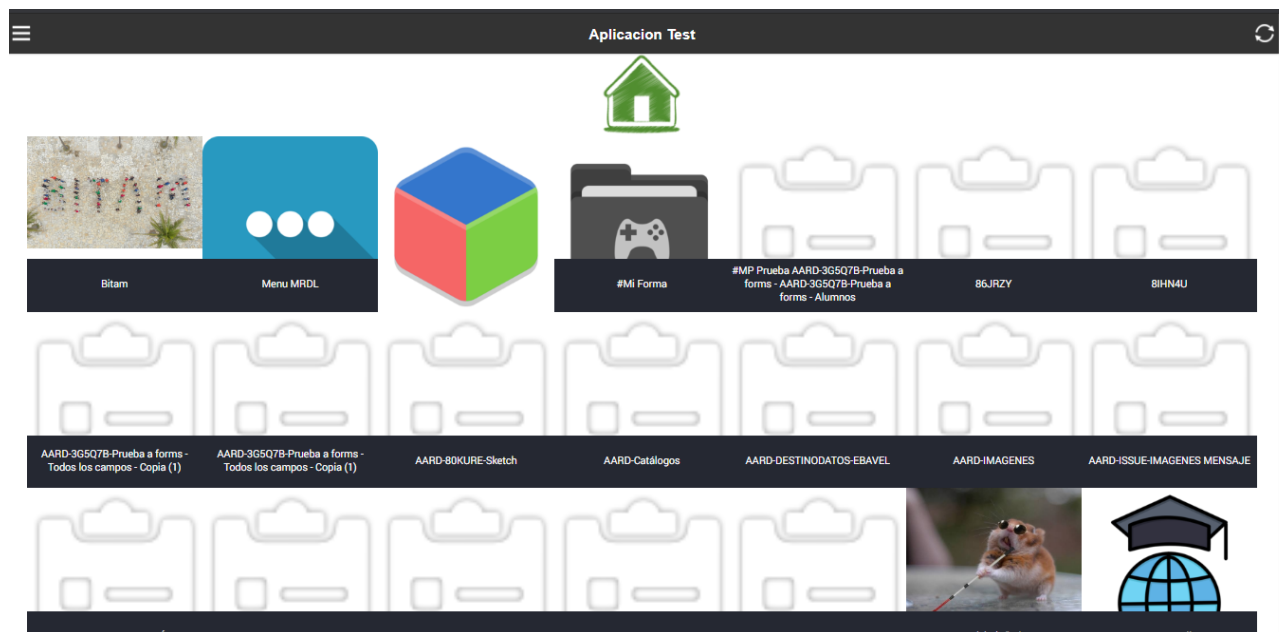 Aplicacion Test
BITAM
Bitam
Menu MRDL
#Mi Forma
#MP Prueba AARD-3G5Q7B-Prueba a
forms - AARD-3G5Q7B-Prueba a
forms - Alumnos
86JRZY
8IHN4U
AARD-3G5Q7B-Prueba a forms -
Todos los campos - Copia (1)
AARD-3G5Q7B-Prueba a forms -
Todos los campos - Copia (1)
AARD-80KURE-Sketch
AARD-Catálogos
AARD-DESTINODATOS-EBAVEL
AARD-IMAGENES
AARD-ISSUE-IMAGENES MENSAJE